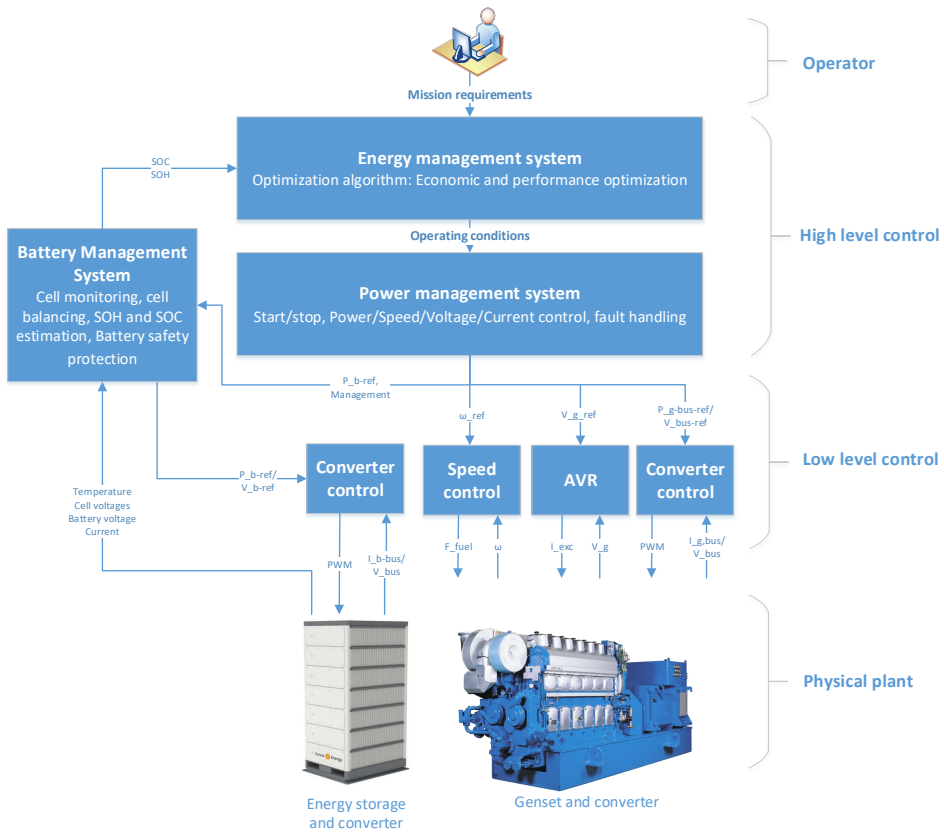 Operator
Mission requirements
Energy management system
Optimization algorithm: Economic and performance optimization
SOC
SOH
High level control
Operating conditions
Battery Management
System
Cell monitoring, cell
balancing, SOH and SOC
estimation, Battery safety
protection
Power management system
Start/stop, Power/Speed/Voltage/Current control, fault handling
P_b-ref,
Management
ω_ref
V_g_ref
P_g-bus-ref/
V_bus-ref
Low level control
P_b-ref/
V_b-ref
Converter
control
Speed
control
AVR
Converter
control
Temperature
Cell voltages
Battery voltage
Current
PWM
I_b-bus/
V_bus
F_fuel
ω
I_exc
V_g
PWM
I_g,bus/
V_bus
Physical plant
Energy
Energy storage
and converter
Genset and converter